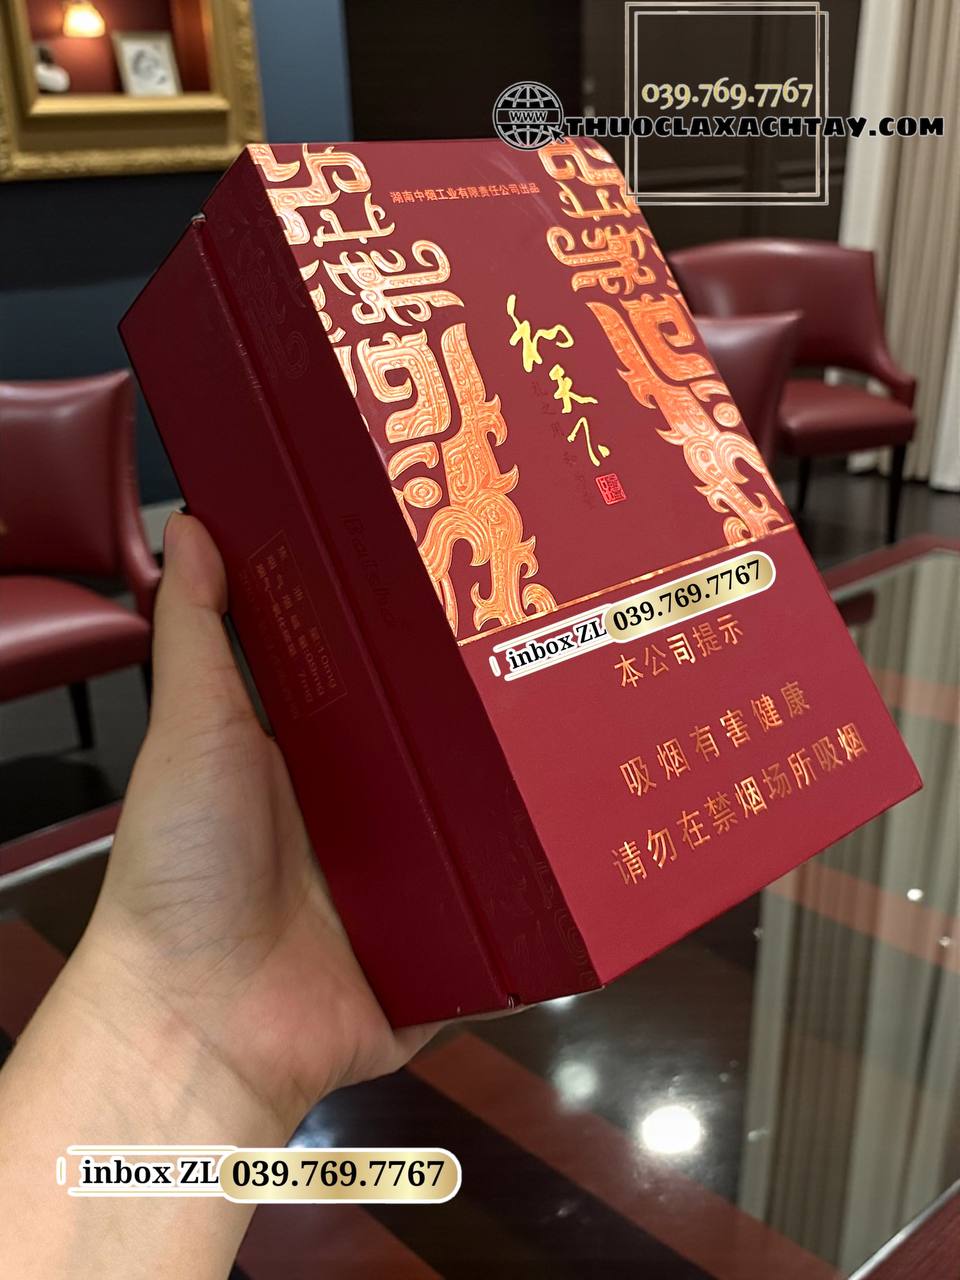 039.769.7767
WWW
THUOCLAXACHTAY.COM
湖南中烟工业有限责任公司出品
和天下
inbox ZL 039.769.7767
本公司提示
吸烟有害健康
请勿在禁烟场所吸烟
inbox ZL 039.769.7767